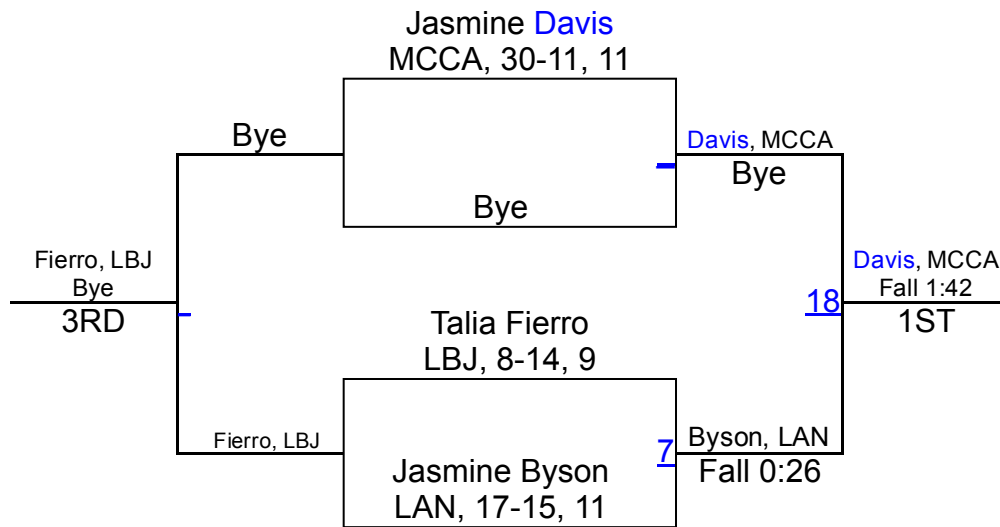 Jasmine Davis
MCCA, 30-11, 11
Bye
Davis, MCCA
Bye
Bye
Fierro, LBJ
Bye
3RD
Davis, MCCA
Fall 1:42
1ST
18
Talia Fierro
LBJ, 8-14, 9
Fierro, LBJ
7
Byson, LAN
Fall 0:26
Jasmine Byson
LAN, 17-15, 11